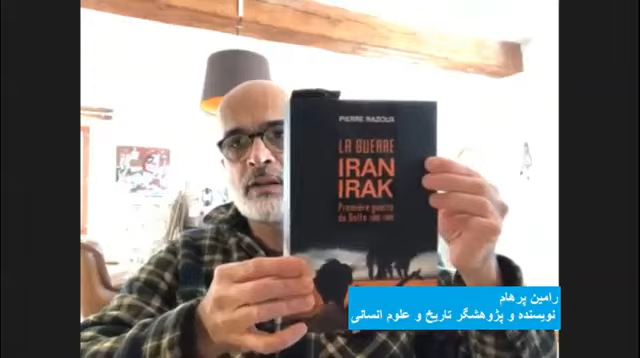 PIERRE RAZOUX
LA GUERRE
IRAN
IRAK
Première guerre
du Golfe 1980-1988
رامین پرهام
نویسنده و پژوهشگر تاریخ و علوم انسانی